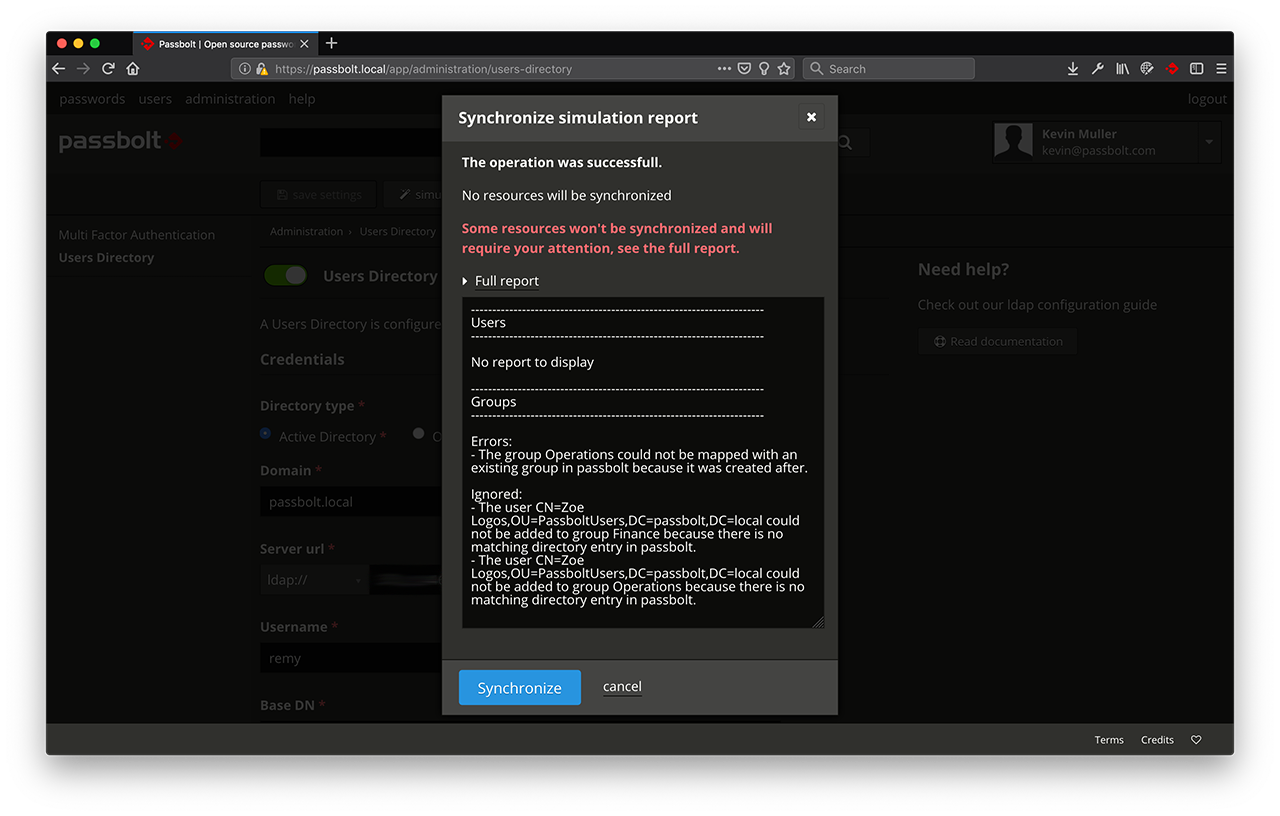 Passbolt | Open source passwo
https://passbolt.local/app/administration/users-directory
Search
passwords users administration help
logout
passbolt
Kevin Muller
kevin@passbolt.com
save settings
simu
Multi Factor Authentication
Users Directory
Administration › Users Directory
Users Directory
A Users Directory is configure
Credentials
Directory type *
Active Directory *
O
Domain *
passbolt.local
Server url *
ldap://
Username *
remy
Base DN *
Synchronize simulation report
The operation was successfull.
No resources will be synchronized
Some resources won't be synchronized and will
require your attention, see the full report.
Full report
----------------------------------------------------------------------
Users
----------------------------------------------------------------------
No report to display
----------------------------------------------------------------------
Groups
----------------------------------------------------------------------
Errors:
- The group Operations could not be mapped with an
existing group in passbolt because it was created after.
Ignored:
- The user CN=Zoe
Logos,OU=PassboltUsers,DC=passbolt,DC=local could
not be added to group Finance because there is no
matching directory entry in passbolt.
- The user CN=Zoe
Logos,OU=PassboltUsers,DC=passbolt,DC=local could
not be added to group Operations because there is no
matching directory entry in passbolt.
Synchronize
cancel
Need help?
Check out our ldap configuration guide
Read documentation
Terms
Credits